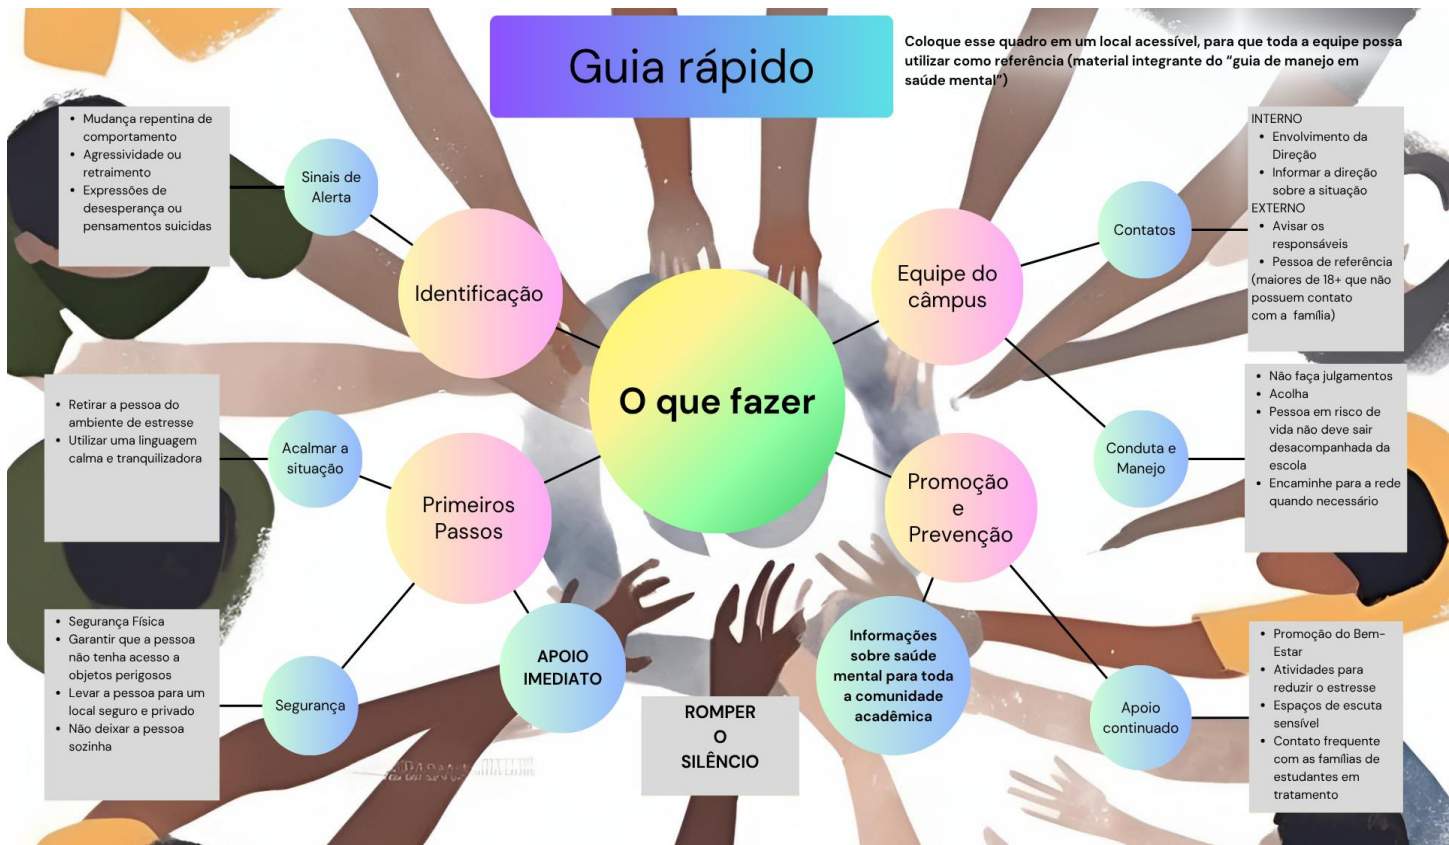 Guia rápido
Coloque esse quadro em um local acessível, para que toda a equipe possa
utilizar como referência (material integrante do “guia de manejo em
saúde mental”)
• Mudança repentina de
comportamento
• Agressividade ou
retraimento
• Expressões de
desesperança ou
pensamentos suicidas
Sinais de
Alerta
Identificação
• Retirar a pessoa do
ambiente de estresse
• Utilizar uma linguagem
calma e tranquilizadora
Acalmar a
situação
Primeiros
Passos
• Segurança Física
• Garantir que a pessoa
não tenha acesso a
objetos perigosos
• Levar a pessoa para um
local seguro e privado
• Não deixar a pessoa
sozinha
Segurança
APOIO
IMEDIATO
O que fazer
ROMPER
O
SILÊNCIO
Equipe do
câmpus
Contatos
INTERNO
• Envolvimento da
Direção
• Informar a direção
sobre a situação
EXTERNO
• Avisar os
responsáveis
• Pessoa de referência
(maiores de 18+ que não
possuem contato
com a família)
Conduta e
Manejo
• Não faça julgamentos
• Acolha
• Pessoa em risco de
vida não deve sair
desacompanhada da
escola
• Encaminhe para a rede
quando necessário
Promoção
e
Prevenção
Informações
sobre saúde
mental para toda
a comunidade
acadêmica
Apoio
continuado
• Promoção do Bem-
Estar
• Atividades para
reduzir o estresse
• Espaços de escuta
sensível
• Contato frequente
com as famílias de
estudantes em
tratamento